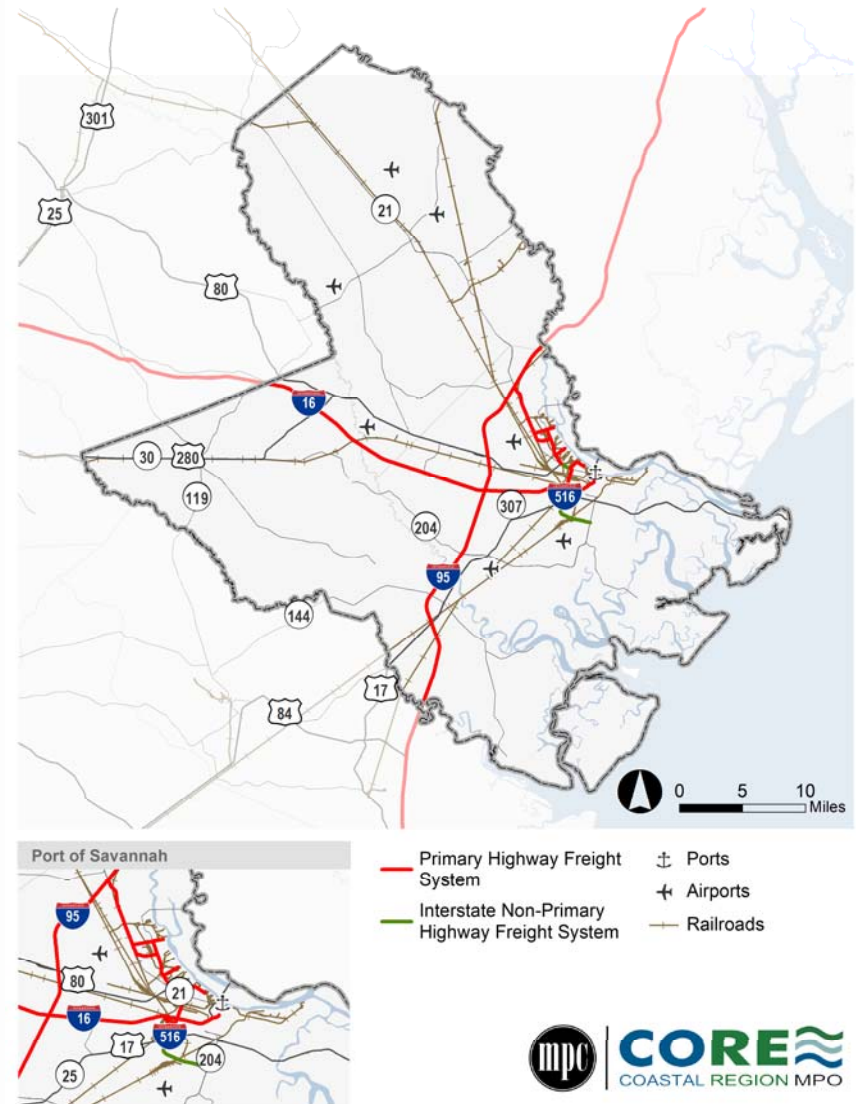 301
25
21
80
16
30
280
119
307
516
204
95
144
17
84
0 5 10
Miles
Port of Savannah
95
80
21
16
516
17
204
25
Primary Highway Freight
System
Interstate Non-Primary
Highway Freight System
Ports
Airports
Railroads
mpc
CORE
COASTAL REGION MPO